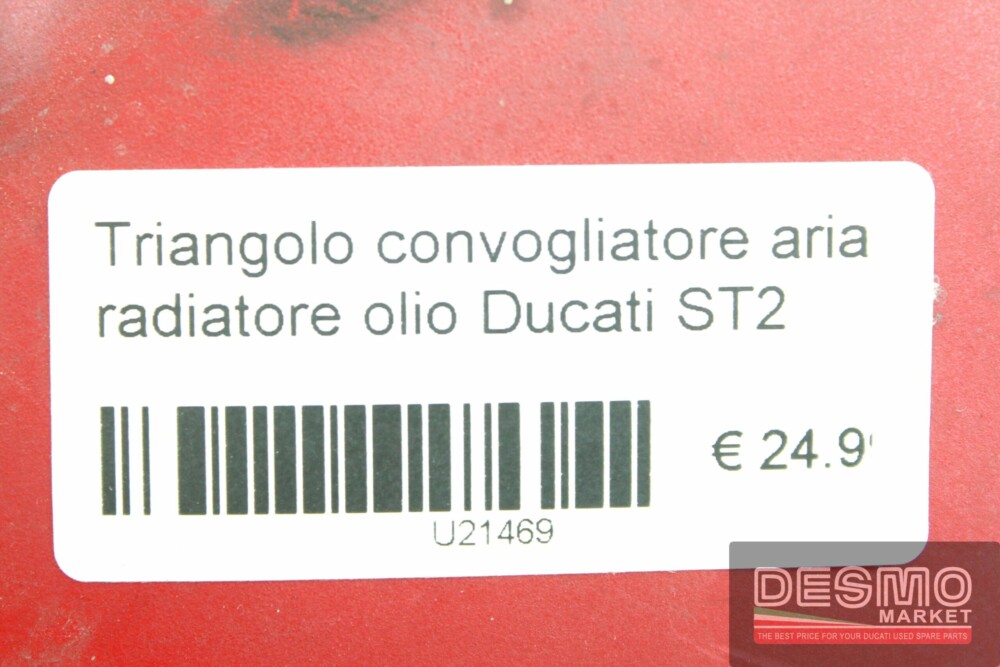 Triangolo convogliatore aria
radiatore olio Ducati ST2
€ 24.9
U21469
DESMO
MARKET
THE BEST PRICE FOR YOUR DUCATI USED SPARE PARTS